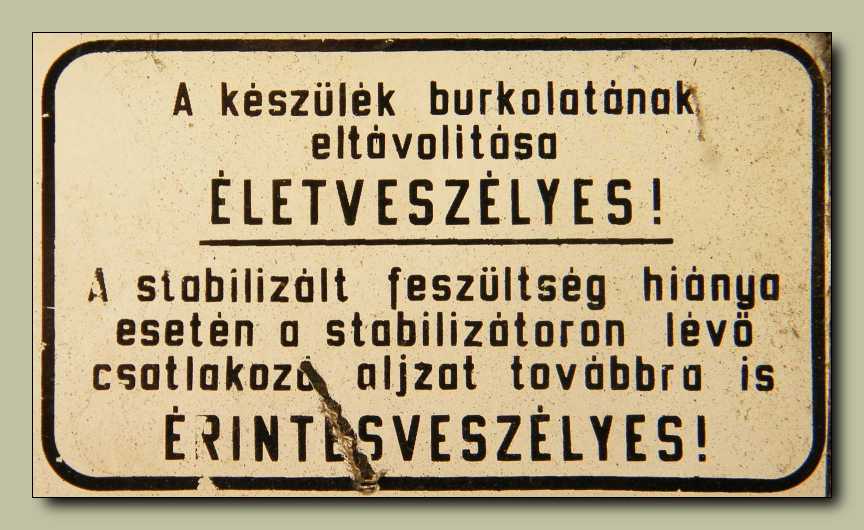 A készülék burkolatának
eltávolitása
ÉLETVESZÉLYES!
A stabilizált feszültség hiánya
esetén a stabilizátoron lévő
csatlakozó aljzat továbbra is
ÉRINTÉSVESZÉLYES!